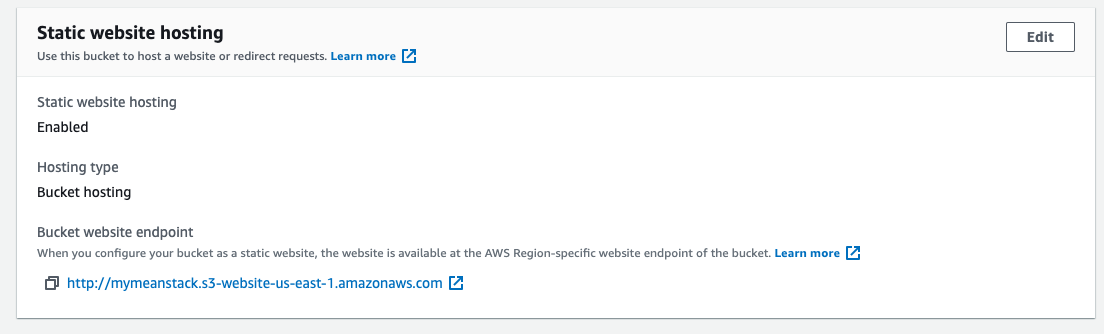 Static website hosting
Edit
Use this bucket to host a website or redirect requests. Learn more
Static website hosting
Enabled
Hosting type
Bucket hosting
Bucket website endpoint
When you configure your bucket as a static website, the website is available at the AWS Region-specific website endpoint of the bucket. Learn more
http://mymeanstack.s3-website-us-east-1.amazonaws.com